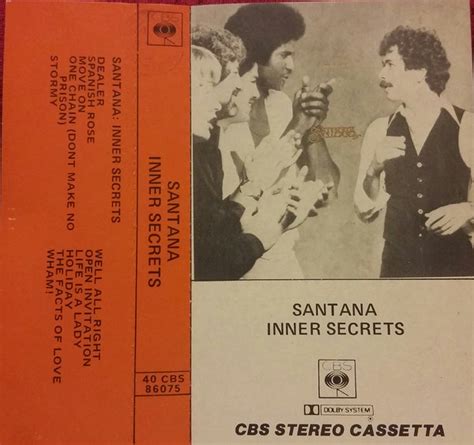 CBS
SANTANA: INNER SECRETS
DEALER
SPANISH ROSE
MOVE ON
ONE CHAIN (DONT MAKE NO
PRISON)
STORMY
WELL ALL RIGHT
OPEN INVITATION
LIFE IS A LADY
HOLIDAY
THE FACTS OF LOVE
WHAM!
SANTANA
INNER SECRETS
40 CBS
86075
Santana
SANTANA
INNER SECRETS
CBS
DOLBY SYSTEM
CBS STEREO CASSETTA